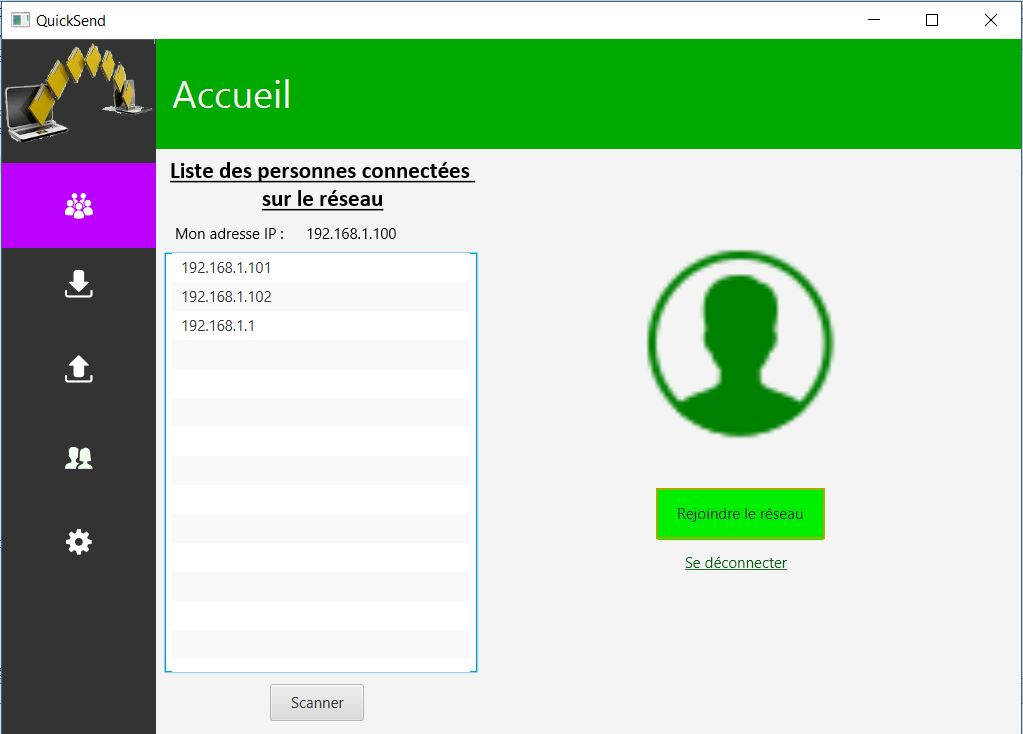 QuickSend
Accueil
Liste des personnes connectées
sur le réseau
Mon adresse IP : 192.168.1.100
192.168.1.101
192.168.1.102
192.168.1.1
Rejoindre le réseau
Se déconnecter
Scanner